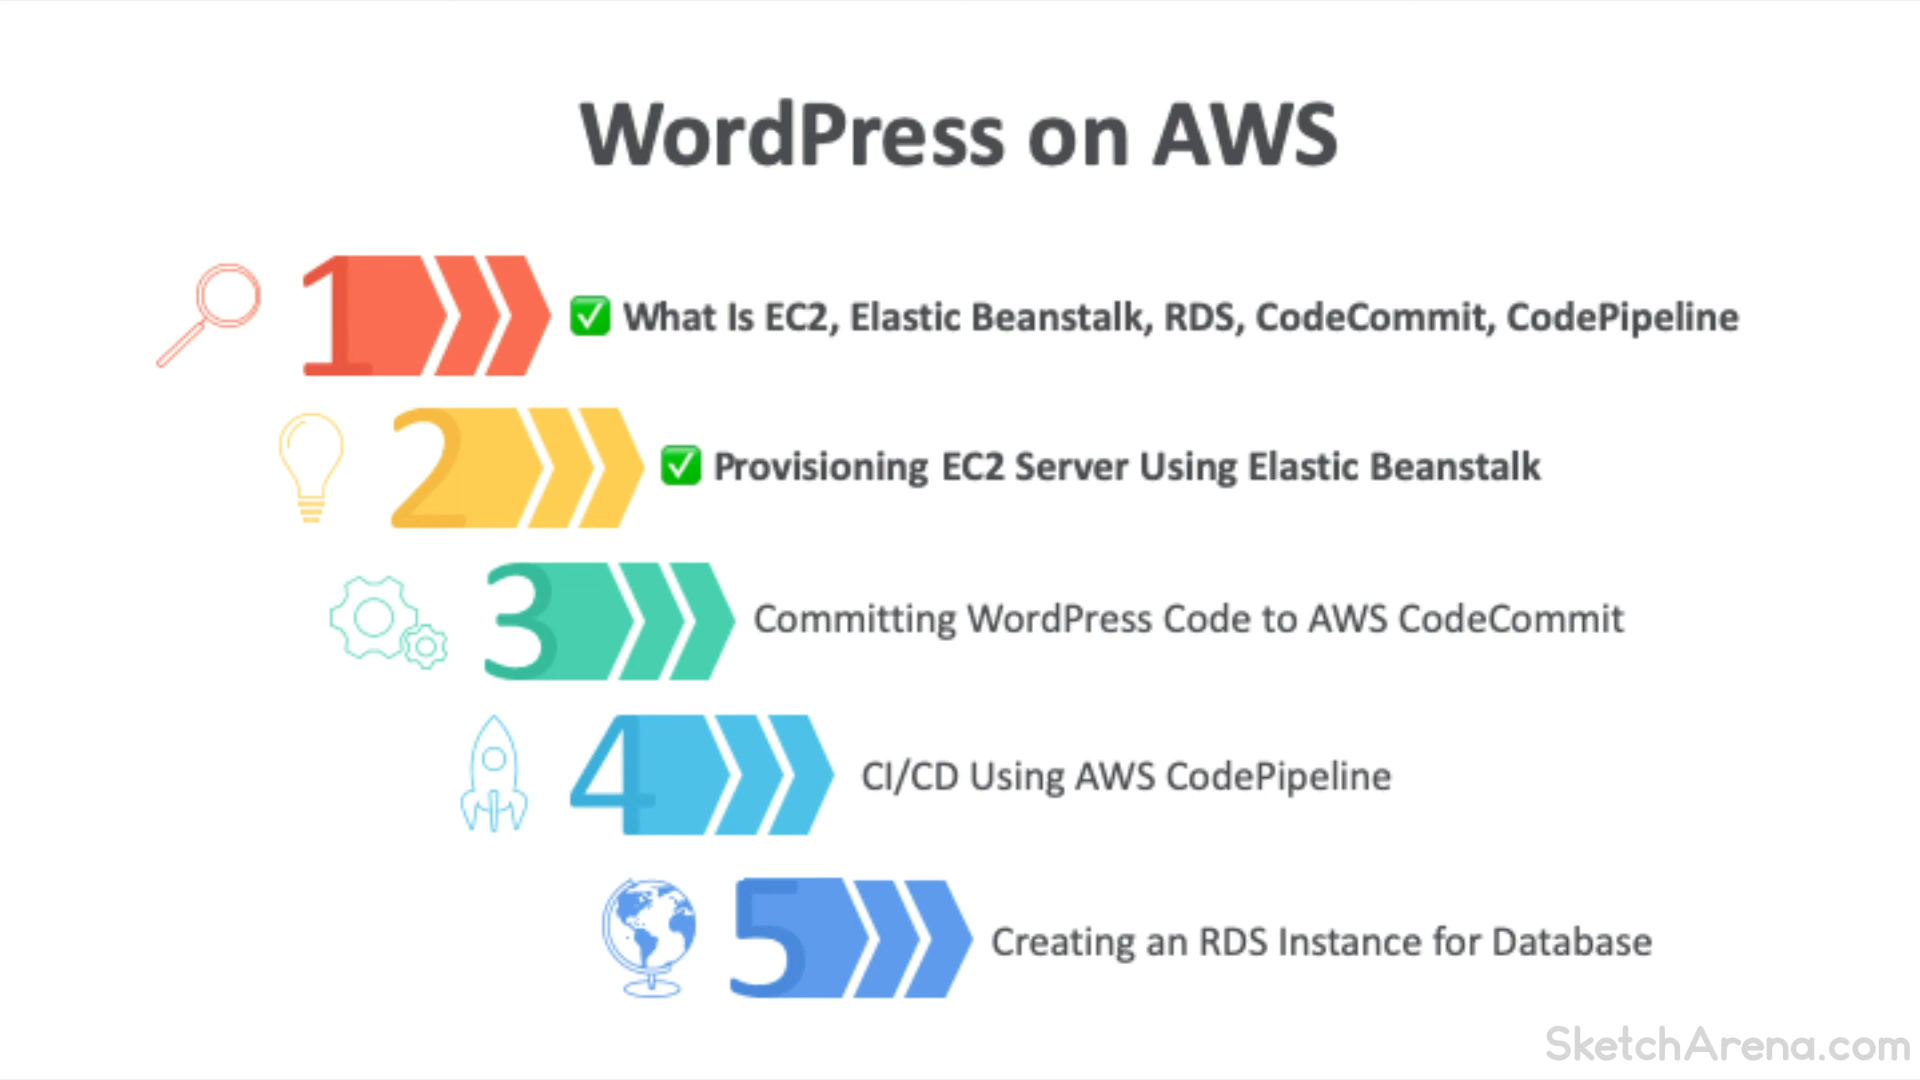 WordPress on AWS
1 ✅ What Is EC2, Elastic Beanstalk, RDS, CodeCommit, CodePipeline
2 ✅ Provisioning EC2 Server Using Elastic Beanstalk
3 Committing WordPress Code to AWS CodeCommit
4 CI/CD Using AWS CodePipeline
5 Creating an RDS Instance for Database
SketchArena.com